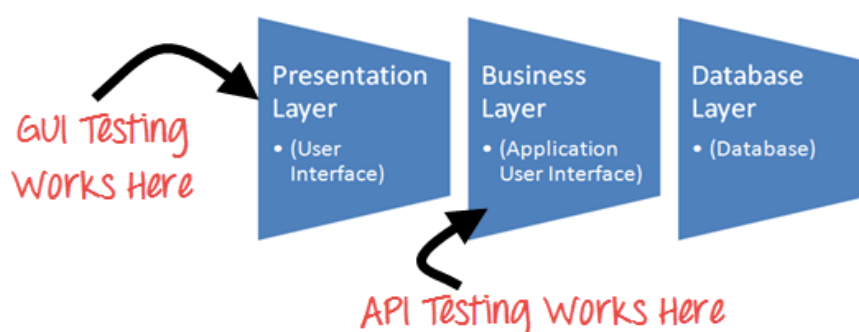 Presentation
Layer
• (User
Interface)
Business
Layer
• (Application
User Interface)
Database
Layer
• (Database)
GUI Testing
Works Here
API Testing Works Here